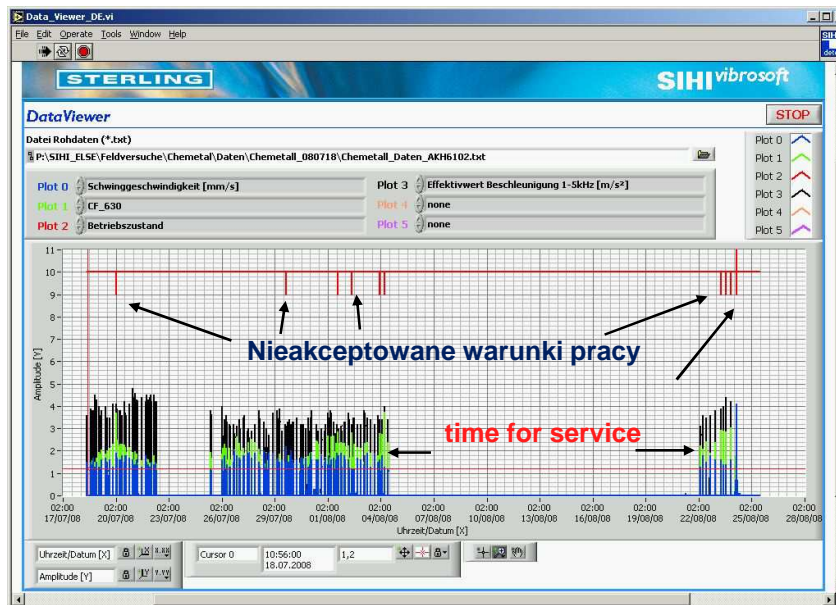 Data_Viewer_DE.vi
File Edit Operate Tools Window Help
SIHI
STERLING
SIHI vibrosoft
DataViewer
STOP
Datei Rohdaten (*.txt)
P:\SIHI_ELSE\Feldversuche\Chemetal\Daten\Chemetall_080718\Chemetall_Daten_AKH6102.txt
Plot 0 Schwinggeschwindigkeit [mm/s]
Plot 1 CF_630
Plot 2 Betriebszustand
Plot 3 Effektivwert Beschleunigung 1-5kHz [m/s²]
Plot 4 none
Plot 5 none
Plot 0
Plot 1
Plot 2
Plot 3
Plot 4
Plot 5
Amplitude [Y]
11
10
9
8
7
6
5
4
3
2
1
0
Nieakceptowane warunki pracy
time for service
02:00 02:00 02:00 02:00 02:00 02:00 02:00 02:00 02:00 02:00 02:00 02:00 02:00 02:00 02:00
17/07/08 20/07/08 23/07/08 26/07/08 29/07/08 01/08/08 04/08/08 07/08/08 10/08/08 13/08/08 16/08/08 19/08/08 22/08/08 25/08/08 28/08/08
Uhrzeit/Datum [X]
Uhrzeit/Datum [X]
Amplitude [Y]
Cursor 0 10:56:00 1,2
18.07.2008